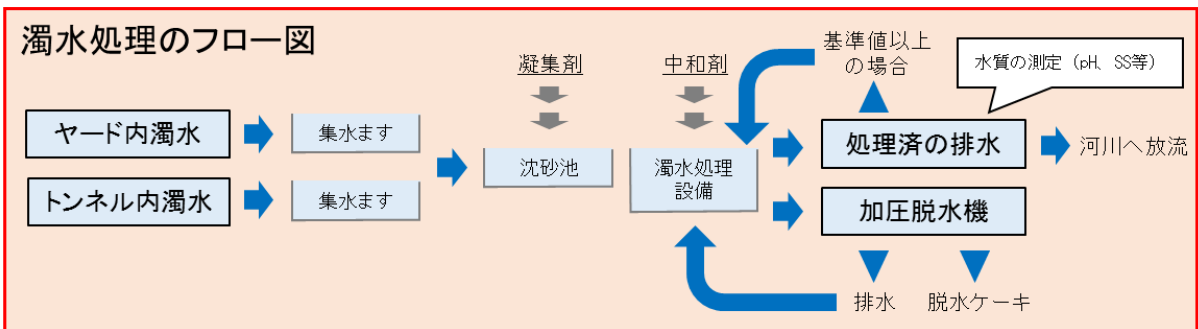 濁水処理のフロー図
ヤード内濁水
トンネル内濁水
集水ます
集水ます
凝集剤
沈砂池
中和剤
濁水処理
設備
基準値以上
の場合
水質の測定（pH、SS等）
処理済の排水
河川へ放流
加圧脱水機
排水
脱水ケーキ